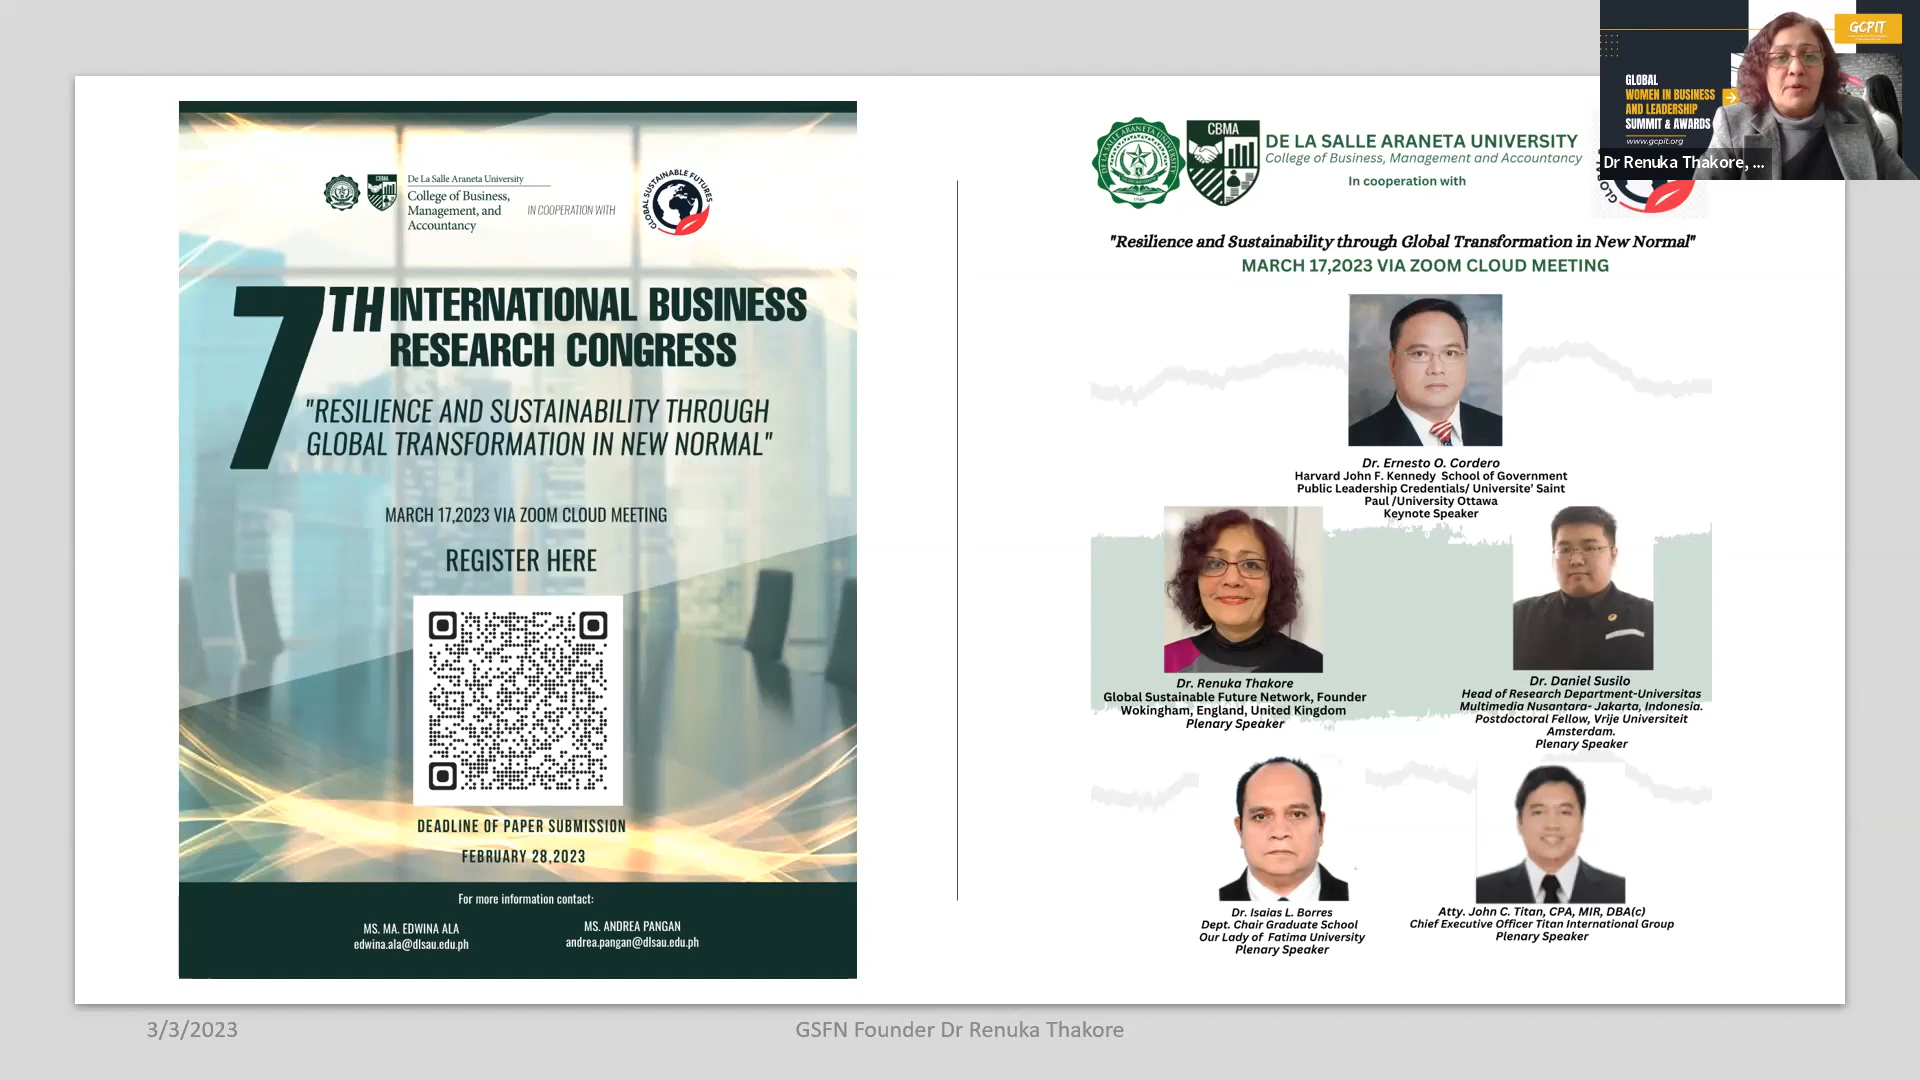 De La Salle Araneta University
College of Business,
Management, and
Accountancy
IN COOPERATION WITH
CBMA
GLOBAL SUSTAINABLE FUTURES
7TH INTERNATIONAL BUSINESS
RESEARCH CONGRESS
"RESILIENCE AND SUSTAINABILITY THROUGH
GLOBAL TRANSFORMATION IN NEW NORMAL"
MARCH 17,2023 VIA ZOOM CLOUD MEETING
REGISTER HERE
DEADLINE OF PAPER SUBMISSION
FEBRUARY 28,2023
For more information contact:
MS. MA. EDWINA ALA
edwina.ala@dlsau.edu.ph
MS. ANDREA PANGAN
andrea.pangan@dlsau.edu.ph
DE LA SALLE ARANETA UNIVERSITY
CBMA
DE LA SALLE ARANETA UNIVERSITY
College of Business, Management and Accountancy
In cooperation with
"Resilience and Sustainability through Global Transformation in New Normal"
MARCH 17,2023 VIA ZOOM CLOUD MEETING
Dr. Ernesto O. Cordero
Harvard John F. Kennedy School of Government
Public Leadership Credentials/ Universite' Saint
Paul /University Ottawa
Keynote Speaker
Dr. Renuka Thakore
Global Sustainable Future Network, Founder
Wokingham, England, United Kingdom
Plenary Speaker
Dr. Daniel Susilo
Head of Research Department-Universitas
Multimedia Nusantara- Jakarta, Indonesia.
Postdoctoral Fellow, Vrije Universiteit
Amsterdam.
Plenary Speaker
Dr. Isaias L. Borres
Dept. Chair Graduate School
Our Lady of Fatima University
Plenary Speaker
Atty. John C. Titan, CPA, MIR, DBA(c)
Chief Executive Officer Titan International Group
Plenary Speaker
GCPIT
GLOBAL
WOMEN IN BUSINESS
AND LEADERSHIP
SUMMIT & AWARDS
www.gcpit.org
Dr Renuka Thakore, ...
3/3/2023
GSFN Founder Dr Renuka Thakore